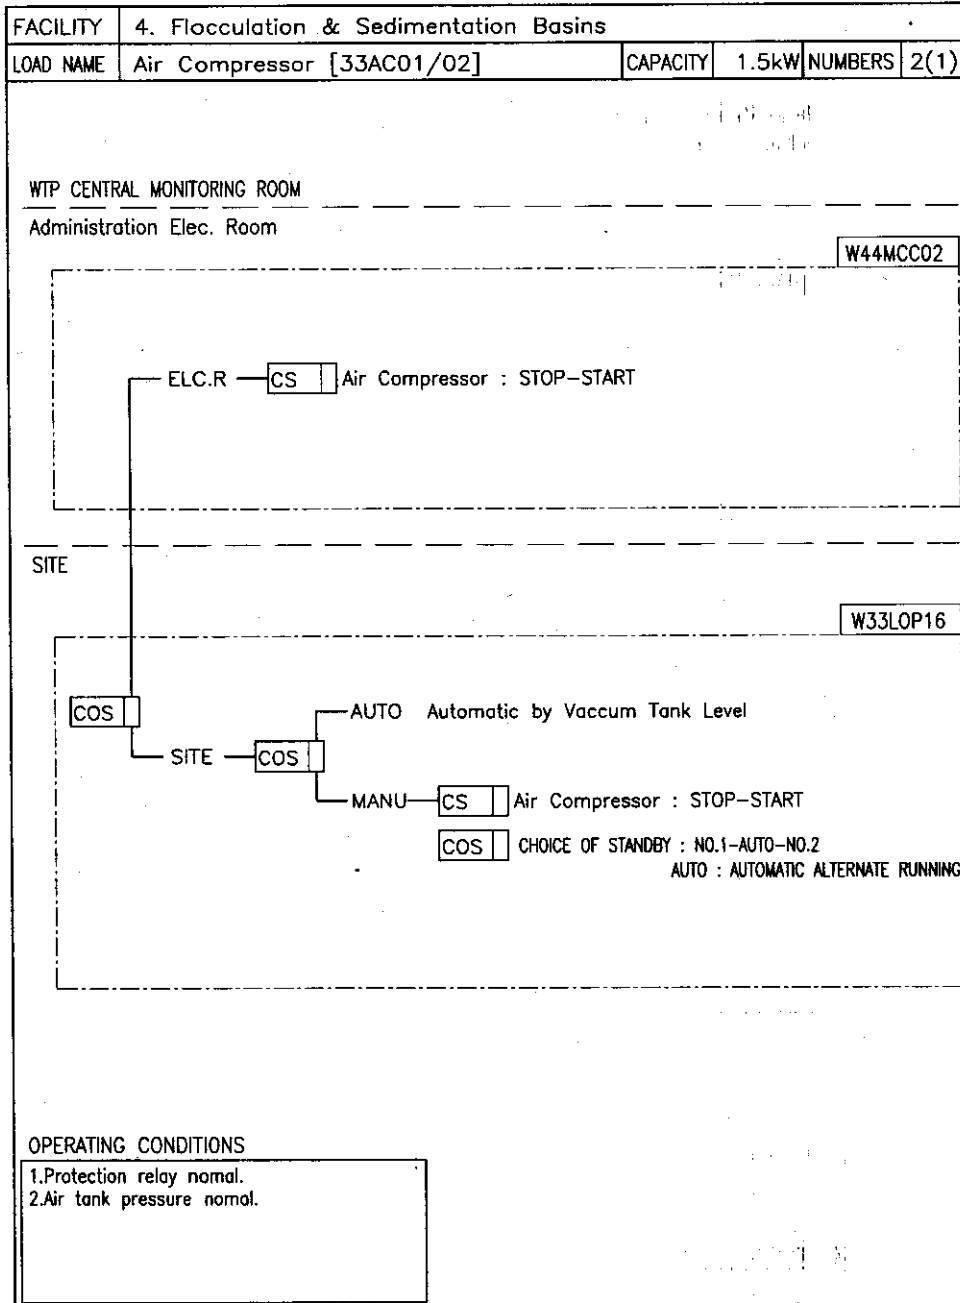 FACILITY 4. Flocculation & Sedimentation Basins
LOAD NAME Air Compressor [33AC01/02] CAPACITY 1.5kW NUMBERS 2(1)
WTP CENTRAL MONITORING ROOM
Administration Elec. Room
W44MCC02
ELC.R CS Air Compressor : STOP-START
SITE
W33LOP16
COS
AUTO Automatic by Vaccum Tank Level
SITE COS
MANU CS Air Compressor : STOP-START
COS CHOICE OF STANDBY : NO.1-AUTO-NO.2
AUTO : AUTOMATIC ALTERNATE RUNNING
OPERATING CONDITIONS
1.Protection relay nomal.
2.Air tank pressure nomal.